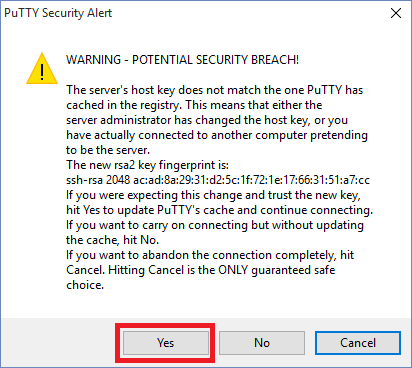 PuTTY Security Alert
WARNING - POTENTIAL SECURITY BREACH!
The server's host key does not match the one PuTTY has
cached in the registry. This means that either the
server administrator has changed the host key, or you
have actually connected to another computer pretending
to be the server.
The new rsa2 key fingerprint is:
ssh-rsa 2048 ac:ad:8a:29:31:d2:5c:1f:72:1e:17:66:31:51:a7:cc
If you were expecting this change and trust the new key,
hit Yes to update PuTTY's cache and continue connecting.
If you want to carry on connecting but without updating
the cache, hit No.
If you want to abandon the connection completely, hit
Cancel. Hitting Cancel is the ONLY guaranteed safe
choice.
Yes No Cancel